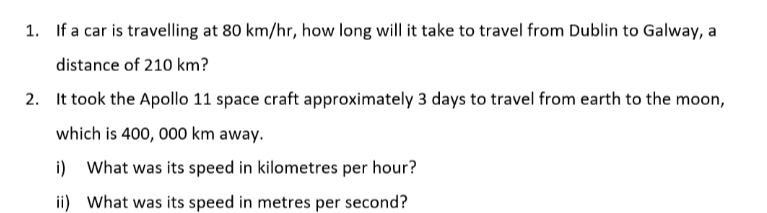 1. If a car is travelling at 80 km/hr, how long will it take to travel from Dublin to Galway, a
distance of 210 km?
2. It took the Apollo 11 space craft approximately 3 days to travel from earth to the moon,
which is 400, 000 km away.
i) What was its speed in kilometres per hour?
ii) What was its speed in metres per second?